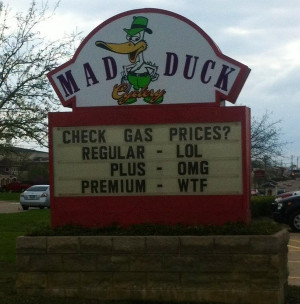 MAD DUCK
CHECK GAS PRICES?
REGULAR - LOL
PLUS - OMG
PREMIUM - WTF